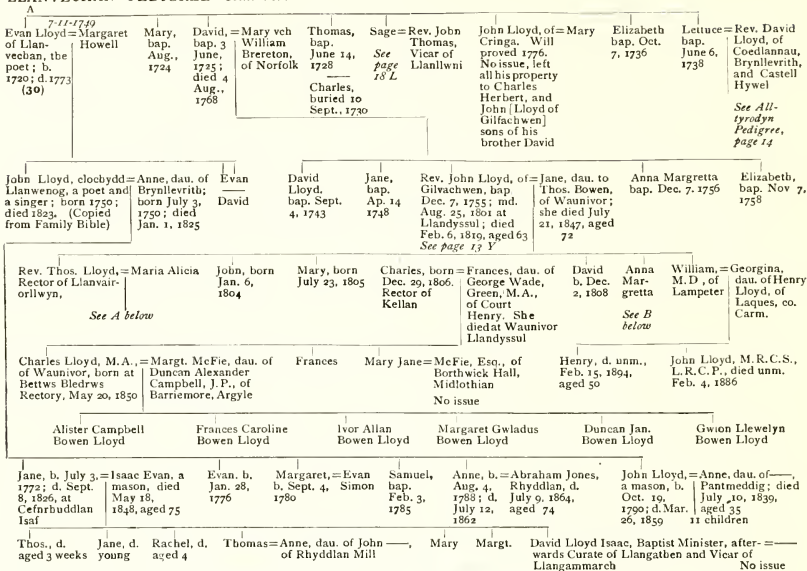 A
7-11-1749
Evan Lloyd=Margaret
of Llan- Howell
vechan, the
poet; b.
1720; d. 1773
(30)
Mary,
bap.
Aug.,
1724
David,=Mary vch
bap. 3 William
June, Brereton,
1725; of Norfolk
died 4
Aug.,
1768
Thomas,
bap.
June 14,
1728
Charles,
buried 10
Sept., 1730
Sage=Rev. John
See Thomas,
page Vicar of
18 L Llanllwni
John Lloyd, of=Mary
Cringa. Will
proved 1776.
No issue, left
all his property
to Charles
Herbert, and
John [Lloyd of
Gilfachwen]
sons of his
brother David
Elizabeth
bap. Oct.
7, 1736
Lettuce=Rev. David
bap. Lloyd, of
June 6, Coedlannau,
1738 Brynllevrith,
and Castell
Hywel
See All-
tyrodyn
Pedigree,
page 14
John Lloyd, clocbydd=Anne, dau. of
Llanwenog, a poet and Brynllevrith;
a singer; born 1750; born July 3,
died 1823. (Copied 1750; died
from Family Bible) Jan. 1, 1825
Evan
David
David
Lloyd,
bap. Sept.
4, 1743
Jane,
bap.
Ap. 14
1748
Rev. John Lloyd, of=Jane, dau. to
Gilvachwen, bap Thos. Bowen,
Dec. 7, 1755; md. of Waunivor;
Aug. 25, 1801 at she died July
Llandyssul; died 21, 1847, aged
Feb. 6, 1819, aged 63 72
See page 13 Y
Anna Margretta
bap. Dec. 7. 1756
Elizabeth,
bap. Nov 7,
1758
Rev. Thos. Lloyd,=Maria Alicia
Rector of Llanvair-
orllwyn,
See A below
John, born
Jan. 6,
1804
Mary, born
July 23, 1805
Charles, born=Frances, dau. of
Dec. 29, 1806. George Wade,
Rector of Green, M.A.,
Kellan of Court
Henry. She
died at Waunivor
Llandyssul
David
b. Dec.
2, 1808
Anna
Mar-
gretta
See B
below
William,=Georgina,
M.D, of dau. of Henry
Lampeter Lloyd, of
Laques, co.
Carm.
Charles Lloyd, M.A.,=Margt. McFie, dau. of
of Waunivor, born at Duncan Alexander
Bettws Bledrws Campbell, J.P., of
Rectory, May 20, 1850 Barriemore, Argyle
Frances
Mary Jane=McFie, Esq., of
Borthwick Hall,
Midlothian
No issue
Henry, d. unm.,
Feb. 15, 1894,
aged 50
John Lloyd, M.R.C.S.,
L.R.C.P., died unm.
Feb. 4, 1886
Alister Campbell
Bowen Lloyd
Frances Caroline
Bowen Lloyd
Ivor Allan
Bowen Lloyd
Margaret Gwladus
Bowen Lloyd
Duncan Jan.
Bowen Lloyd
Gwion Llewelyn
Bowen Lloyd
Jane, b. July 3,=Isaac Evan, a
1772; d. Sept. mason, died
8, 1826, at May 18,
Cefnrhuddlan 1848, aged 75
Isaf
Evan. b,
Jan. 28,
1776
Margaret,=Evan
b, Sept. 4, Simon
1780
Samuel,
bap.
Feb. 3,
1785
Anne, b.=Abraham Jones,
Aug. 4, Rhyddlan, d.
1788; d. July 9, 1864,
July 12, aged 74
1862
John Lloyd,=Anne, dau. of——,
a mason, b. Pantmeddig; died
Oct. 19, July 10, 1839,
1790; d. Mar. aged 35
26, 1859 11 children
Thos., d.
aged 3 weeks
Jane, d.
young
Rachel, d,
aged 4
Thomas=Anne, dau. of John ——,
of Rhyddlan Mill
Mary
Margt.
David Lloyd Isaac, Baptist Minister, after-=——
wards Curate of Llangathen and Vicar of
Llangammarch No issue